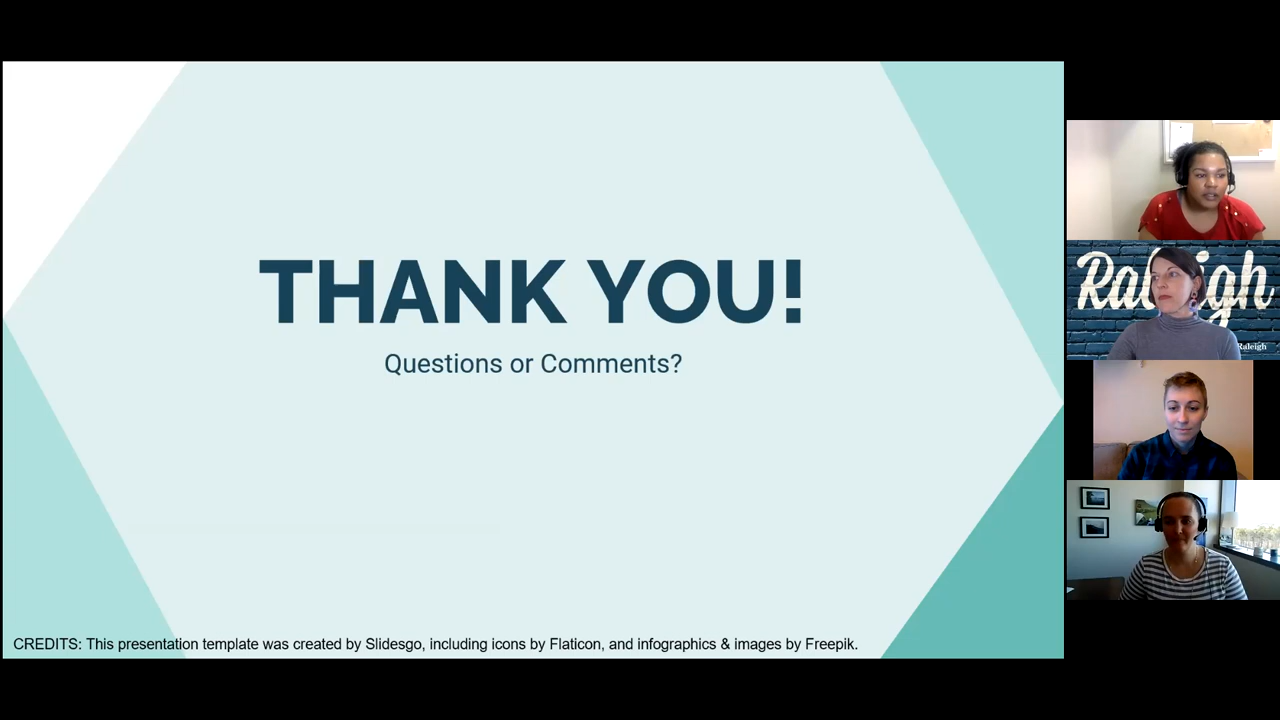 THANK YOU!
Questions or Comments?
CREDITS: This presentation template was created by Slidesgo, including icons by Flaticon, and infographics & images by Freepik.
Raleigh
Raleigh